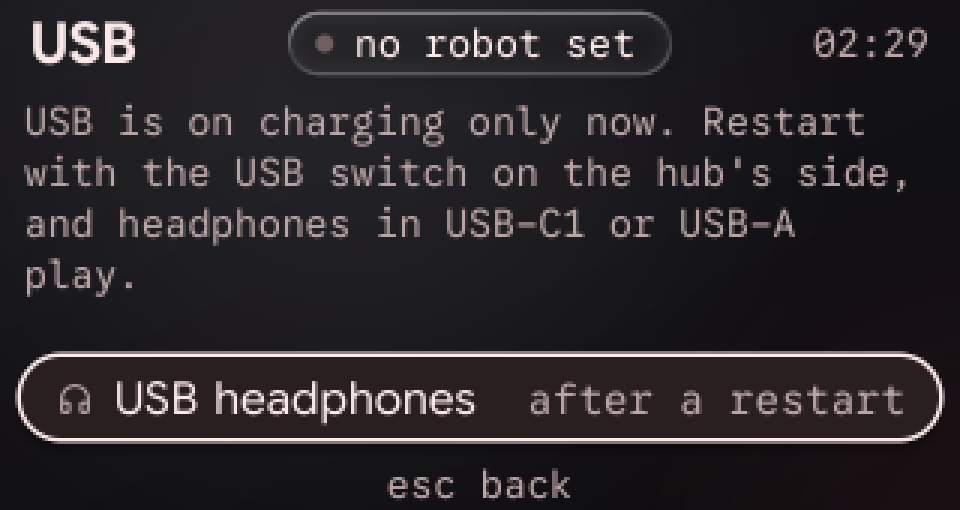 USB
no robot set
02:29
USB is on charging only now. Restart
with the USB switch on the hub's side,
and headphones in USB-C1 or USB-A
play.
USB headphones after a restart
esc back